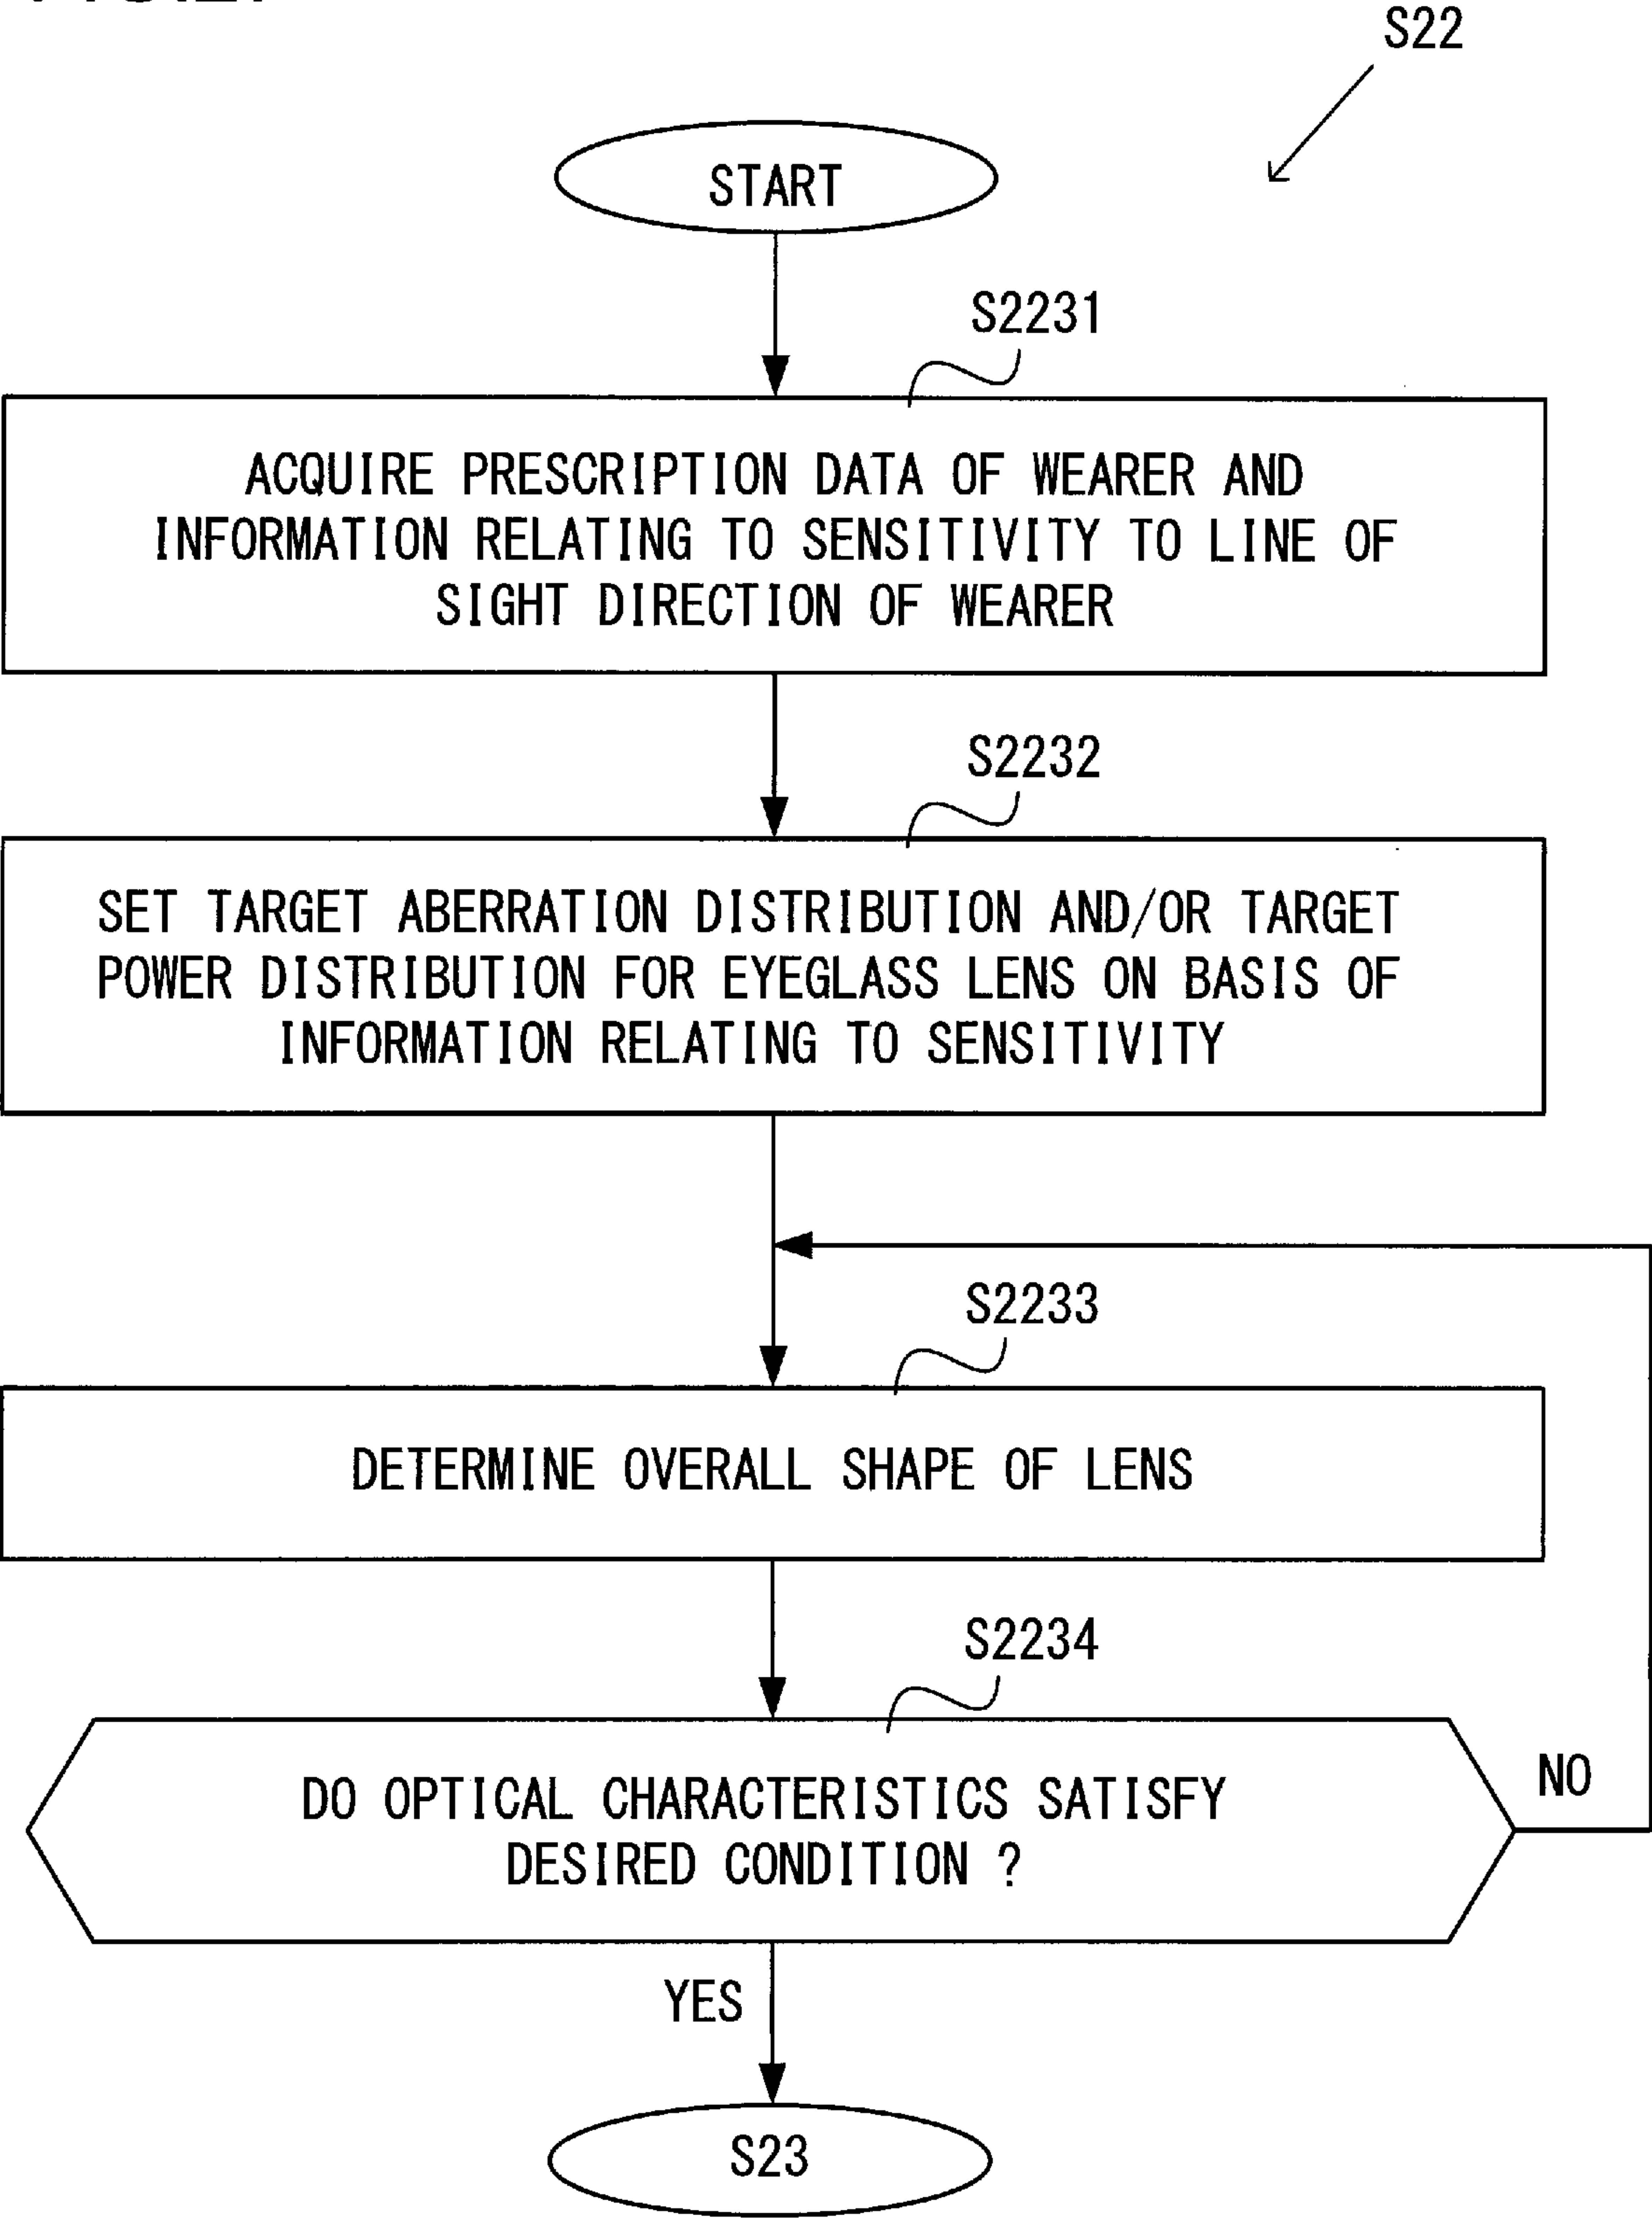 S22
START
S2231
ACQUIRE PRESCRIPTION DATA OF WEARER AND
INFORMATION RELATING TO SENSITIVITY TO LINE OF
SIGHT DIRECTION OF WEARER
S2232
SET TARGET ABERRATION DISTRIBUTION AND/OR TARGET
POWER DISTRIBUTION FOR EYEGLASS LENS ON BASIS OF
INFORMATION RELATING TO SENSITIVITY
S2233
DETERMINE OVERALL SHAPE OF LENS
S2234
DO OPTICAL CHARACTERISTICS SATISFY
DESIRED CONDITION ?
NO
YES
S23